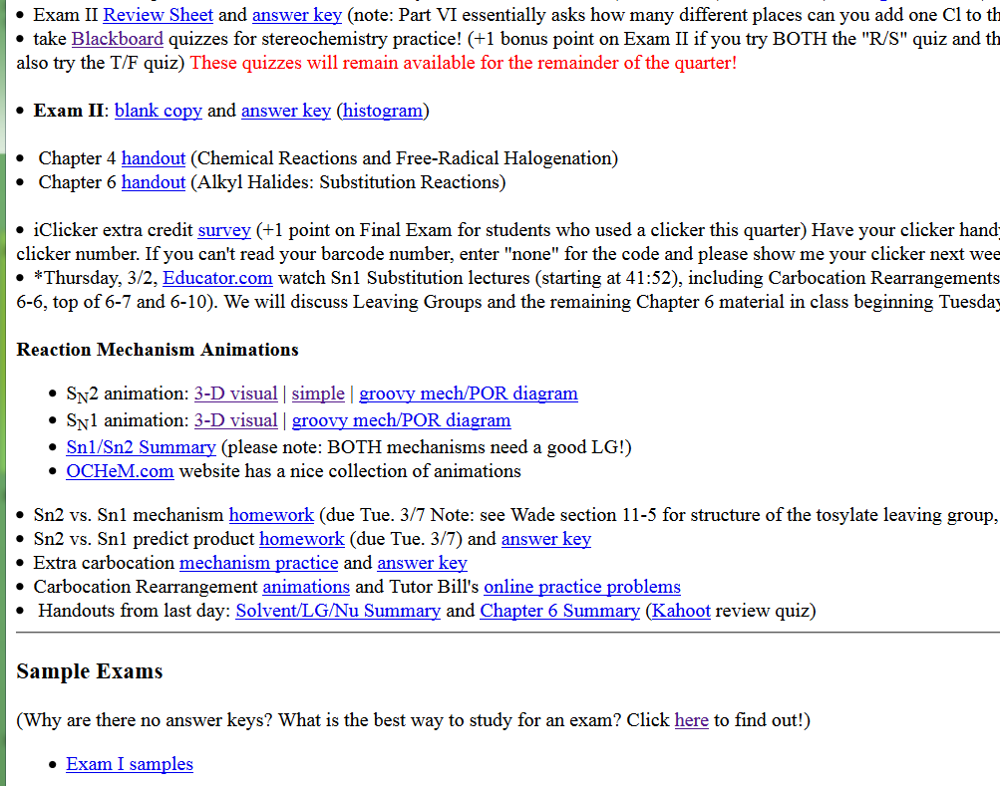 • Exam II Review Sheet and answer key (note: Part VI essentially asks how many different places can you add one Cl to
• take Blackboard quizzes for stereochemistry practice! (+1 bonus point on Exam II if you try BOTH the "R/S" quiz and
also try the T/F quiz) These quizzes will remain available for the remainder of the quarter!
• Exam II: blank copy and answer key (histogram)
• Chapter 4 handout (Chemical Reactions and Free-Radical Halogenation)
• Chapter 6 handout (Alkyl Halides: Substitution Reactions)
• iClicker extra credit survey (+1 point on Final Exam for students who used a clicker this quarter) Have your clicker
clicker number. If you can't read your barcode number, enter "none" for the code and please show me your clicker next
• *Thursday, 3/2, Educator.com watch Sn1 Substitution lectures (starting at 41:52), including Carbocation Rearrangements
6-6, top of 6-7 and 6-10). We will discuss Leaving Groups and the remaining Chapter 6 material in class beginning
Reaction Mechanism Animations
• SN2 animation: 3-D visual | simple | groovy mech/POR diagram
• SN1 animation: 3-D visual | groovy mech/POR diagram
• Sn1/Sn2 Summary (please note: BOTH mechanisms need a good LG!)
• OCHeM.com website has a nice collection of animations
• Sn2 vs. Sn1 mechanism homework (due Tue. 3/7 Note: see Wade section 11-5 for structure of the tosylate leaving group,
• Sn2 vs. Sn1 predict product homework (due Tue. 3/7) and answer key
• Extra carbocation mechanism practice and answer key
• Carbocation Rearrangement animations and Tutor Bill's online practice problems
• Handouts from last day: Solvent/LG/Nu Summary and Chapter 6 Summary (Kahoot review quiz)
Sample Exams
(Why are there no answer keys? What is the best way to study for an exam? Click here to find out!)
• Exam I samples